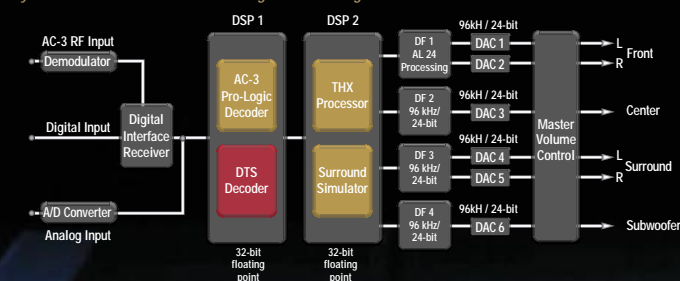 DSP 1
DSP 2
AC-3 RF Input
Demodulator
Digital Input
Digital
Interface
Receiver
A/D Converter
Analog Input
AC-3
Pro-Logic
Decoder
DTS
Decoder
32-bit
floating
point
THX
Processor
Surround
Simulator
32-bit
floating
point
DF 1
AL 24
Processing
96kH / 24-bit
DAC 1
DAC 2
DF 2
96 kHz/
24-bit
96kH / 24-bit
DAC 3
DF 3
96 kHz/
24-bit
96kH / 24-bit
DAC 4
DAC 5
DF 4
96 kHz/
24-bit
96kH / 24-bit
DAC 6
Master
Volume
Control
L
Front
R
Center
L
Surround
R
Subwoofer